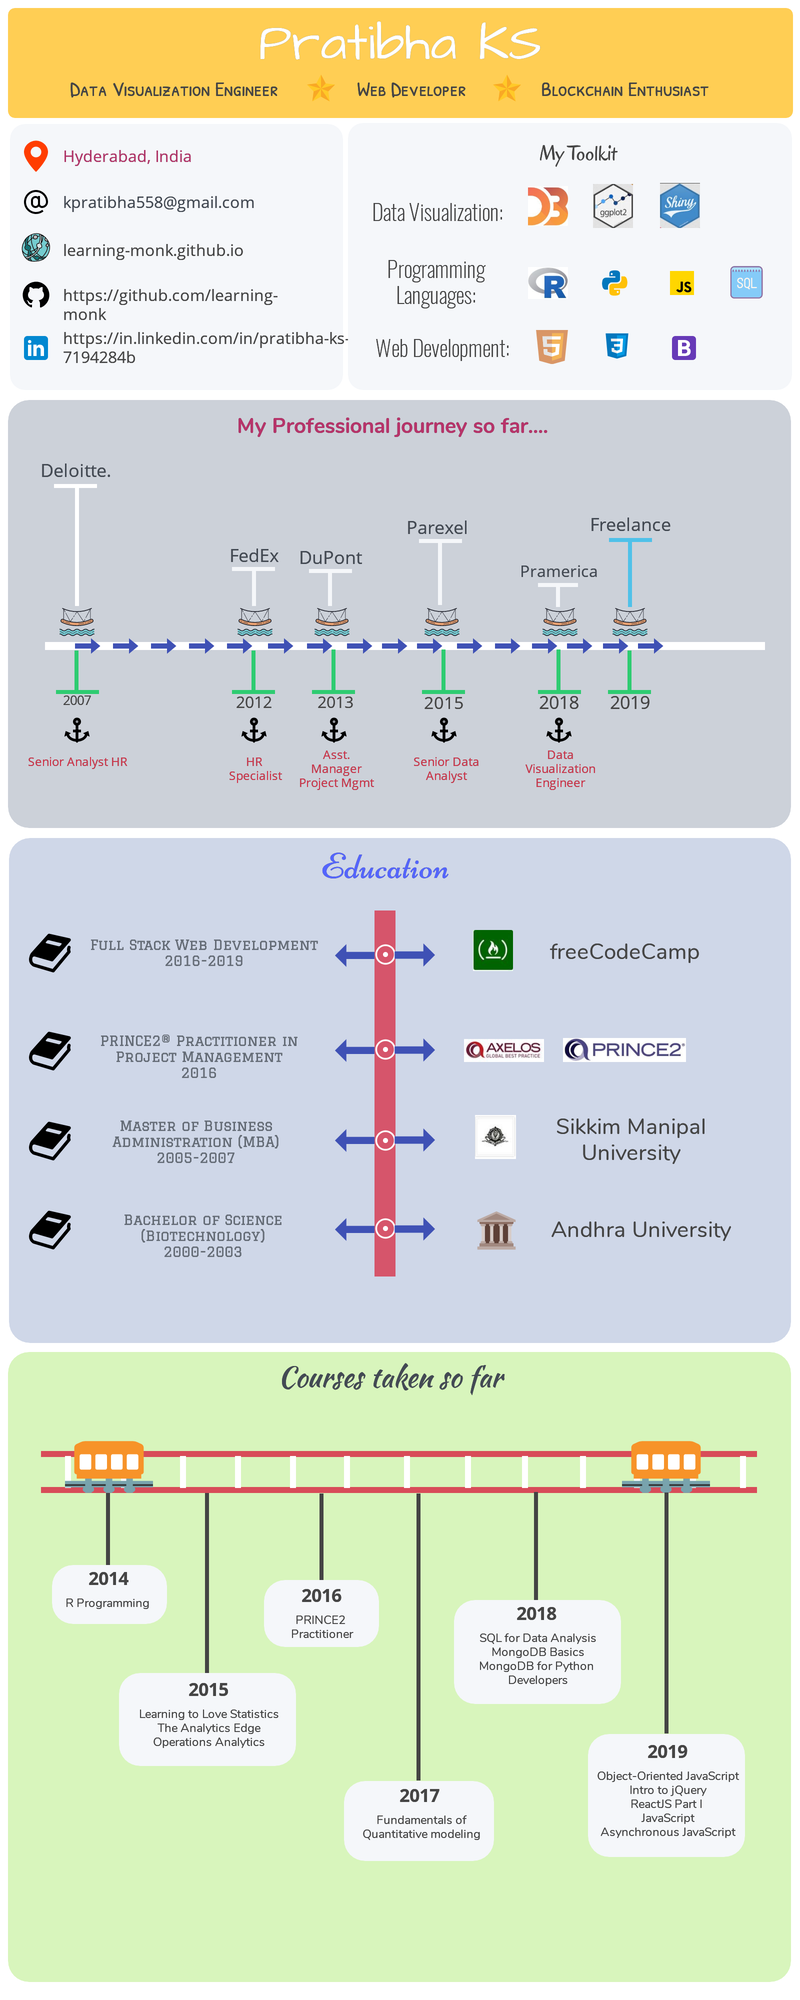 Pratibha KS
Data Visualization Engineer
Web Developer
Blockchain Enthusiast
Hyderabad, India
@ kpratibha558@gmail.com
learning-monk.github.io
https://github.com/learning-
monk
in https://in.linkedin.com/in/pratibha-ks-
7194284b
My Toolkit
Data Visualization:
D3
ggplot2
Shiny
Programming
Languages:
R
JS
SQL
Web Development:
5
3
B
My Professional journey so far....
Deloitte.
FedEx
DuPont
Parexel
Pramerica
Freelance
2007
2012
2013
2015
2018
2019
Senior Analyst HR
HR
Specialist
Asst.
Manager
Project Mgmt
Senior Data
Analyst
Data
Visualization
Engineer
Education
Full Stack Web Development
2016-2019
freeCodeCamp
PRINCE2® Practitioner in
Project Management
2016
AXELOS
GLOBAL BEST PRACTICE
PRINCE2®
Master of Business
Administration (MBA)
2005-2007
Sikkim Manipal
University
Bachelor of Science
(Biotechnology)
2000-2003
Andhra University
Courses taken so far
2014
R Programming
2015
Learning to Love Statistics
The Analytics Edge
Operations Analytics
2016
PRINCE2
Practitioner
2017
Fundamentals of
Quantitative modeling
2018
SQL for Data Analysis
MongoDB Basics
MongoDB for Python
Developers
2019
Object-Oriented JavaScript
Intro to jQuery
ReactJS Part I
JavaScript
Asynchronous JavaScript